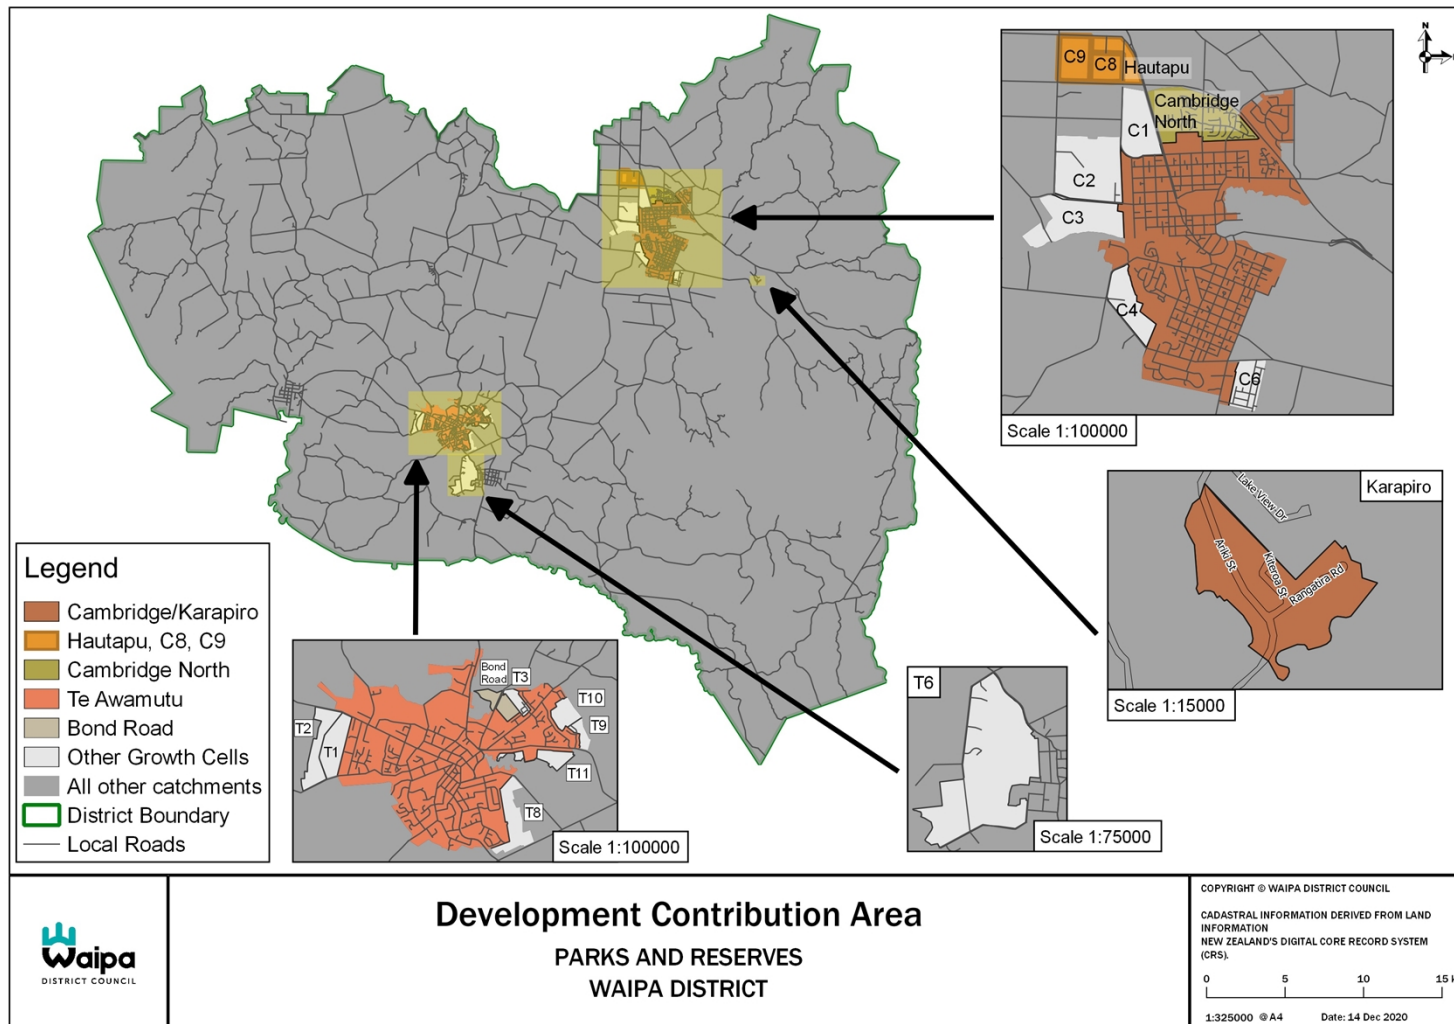 N
C9
C8
Hautapu
Cambridge
North
C1
C2
C3
C4
C6
Scale 1:100000
Karapiro
Lake View Dr
Ariki St
Kiteroa St
Rangatira Rd
Scale 1:15000
Legend
Cambridge/Karapiro
Hautapu, C8, C9
Cambridge North
Te Awamutu
Bond Road
Other Growth Cells
All other catchments
District Boundary
Local Roads
Bond
Road
T3
T10
T9
T2
T1
T11
T8
Scale 1:100000
T6
Scale 1:75000
Waipa
DISTRICT COUNCIL
Development Contribution Area
PARKS AND RESERVES
WAIPA DISTRICT
COPYRIGHT © WAIPA DISTRICT COUNCIL
CADASTRAL INFORMATION DERIVED FROM LAND
INFORMATION
NEW ZEALAND'S DIGITAL CORE RECORD SYSTEM
(CRS).
0 5 10 15
1:325000 @ A4 Date: 14 Dec 2020